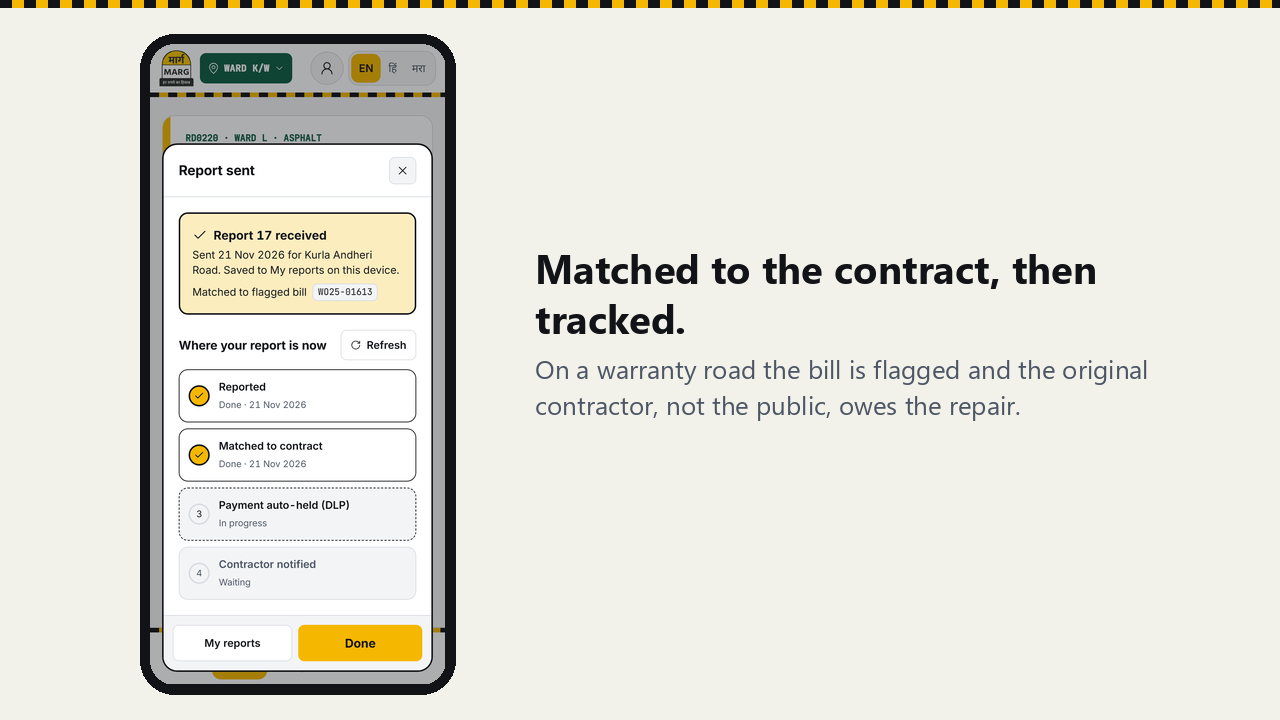 मार्ग
MARG
WARD K/W
EN
हिं
मरा
RD0220 · WARD L · ASPHALT
Report sent
Report 17 received
Sent 21 Nov 2026 for Kurla Andheri
Road. Saved to My reports on this device.
Matched to flagged bill WO25-01613
Where your report is now
Refresh
Reported
Done · 21 Nov 2026
Matched to contract
Done · 21 Nov 2026
3
Payment auto-held (DLP)
In progress
4
Contractor notified
Waiting
My reports
Done
Matched to the contract, then
tracked.
On a warranty road the bill is flagged and the original
contractor, not the public, owes the repair.